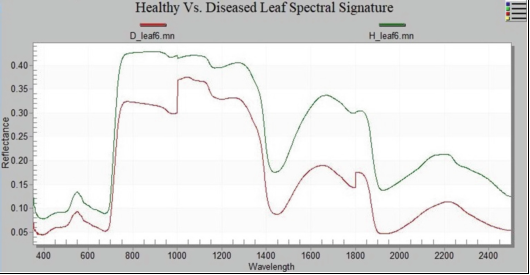 Healthy Vs. Diseased Leaf Spectral Signature
D_leaf6.mn
H_leaf6.mn
Reflectance
0.40
0.35
0.30
0.25
0.20
0.15
0.10
0.05
400 600 800 1000 1200 1400 1600 1800 2000 2200 2400
Wavelength